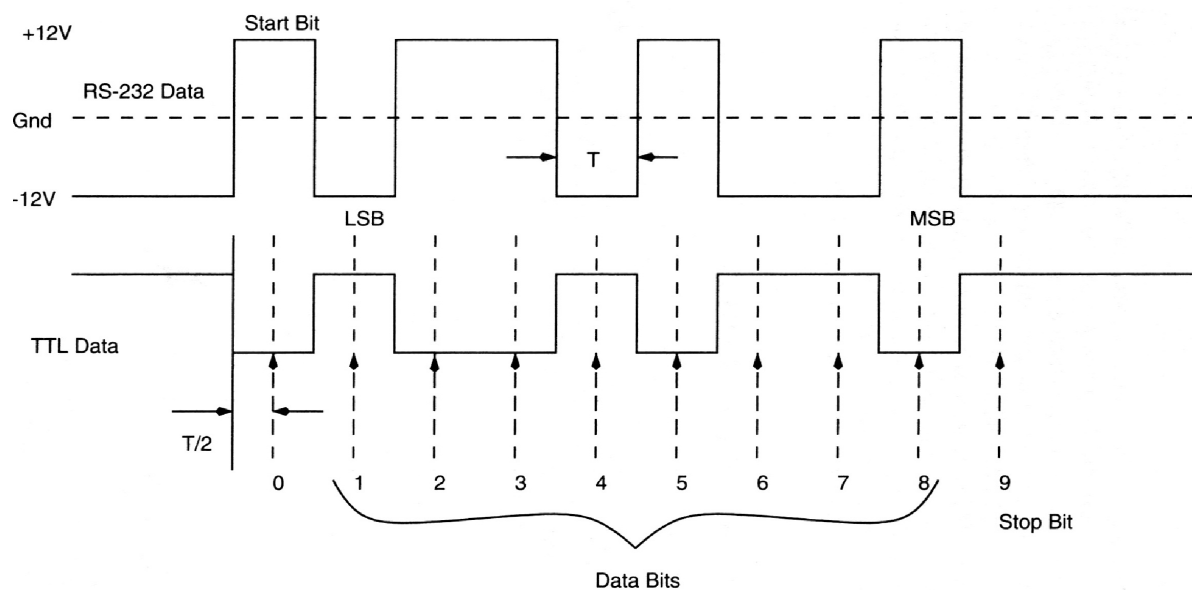 Start Bit
+12V
RS-232 Data
Gnd
T
-12V
LSB
MSB
TTL Data
T/2
0 1 2 3 4 5 6 7 8 9
Stop Bit
Data Bits